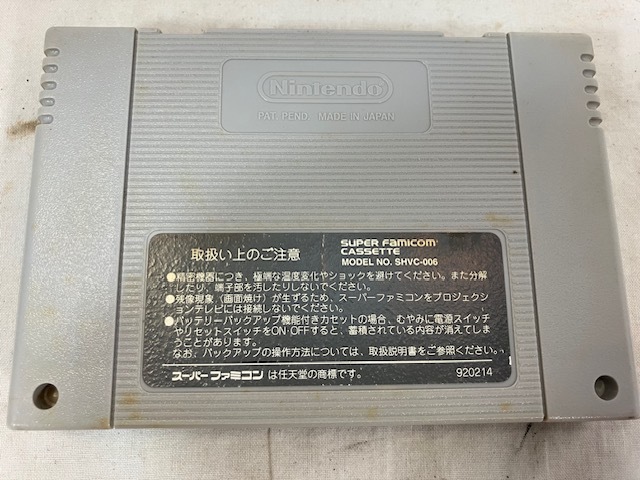 Nintendo
PAT. PEND. MADE IN JAPAN
取扱い上のご注意
SUPER FAMICOM
CASSETTE
MODEL NO. SHVC-006
●精密機器につき、極端な温度変化やショックを避けてください。また分解
したり、端子部を汚したりしないでください。
●残像現象（画面焼け）が生ずるため、スーパーファミコンをプロジェクシ
ョンテレビには接続しないでください。
●バッテリーバックアップ機能付きカセットの場合、むやみに電源スイッチ
やリセットスイッチをON·OFFすると、蓄積されている内容が消えてしま
うことがあります。
なお、バックアップの操作方法については、取扱説明書をご参照ください。
スーパーファミコンは任天堂の商標です。
920214